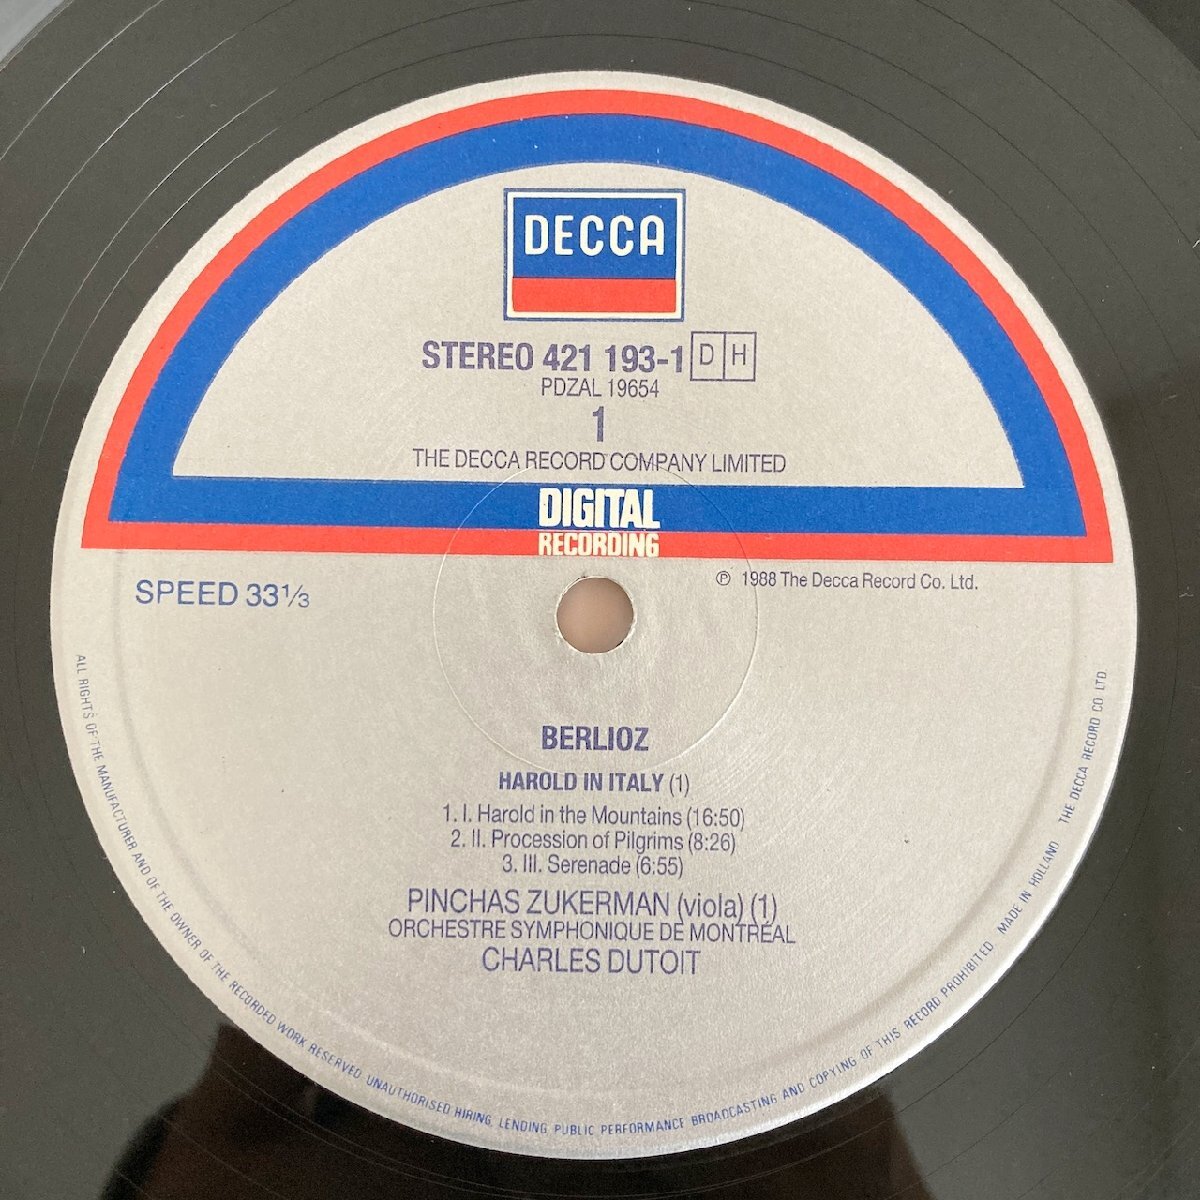 DECCA
STEREO 421 193-1 D H
PDZAL 19654
1
THE DECCA RECORD COMPANY LIMITED
DIGITAL
RECORDING
SPEED 33⅓
℗ 1988 The Decca Record Co. Ltd.
BERLIOZ
HAROLD IN ITALY (1)
1. I. Harold in the Mountains (16:50)
2. II. Procession of Pilgrims (8:26)
3. III. Serenade (6:55)
PINCHAS ZUKERMAN (viola) (1)
ORCHESTRE SYMPHONIQUE DE MONTRÉAL
CHARLES DUTOIT
ALL RIGHTS OF THE MANUFACTURER AND OF THE OWNER OF THE RECORDED WORK RESERVED UNAUTHORISED HIRING, LENDING PUBLIC PERFORMANCE BROADCASTING AND COPYING OF THIS RECORD PROHIBITED MADE IN HOLLAND THE DECCA RECORD CO LTD